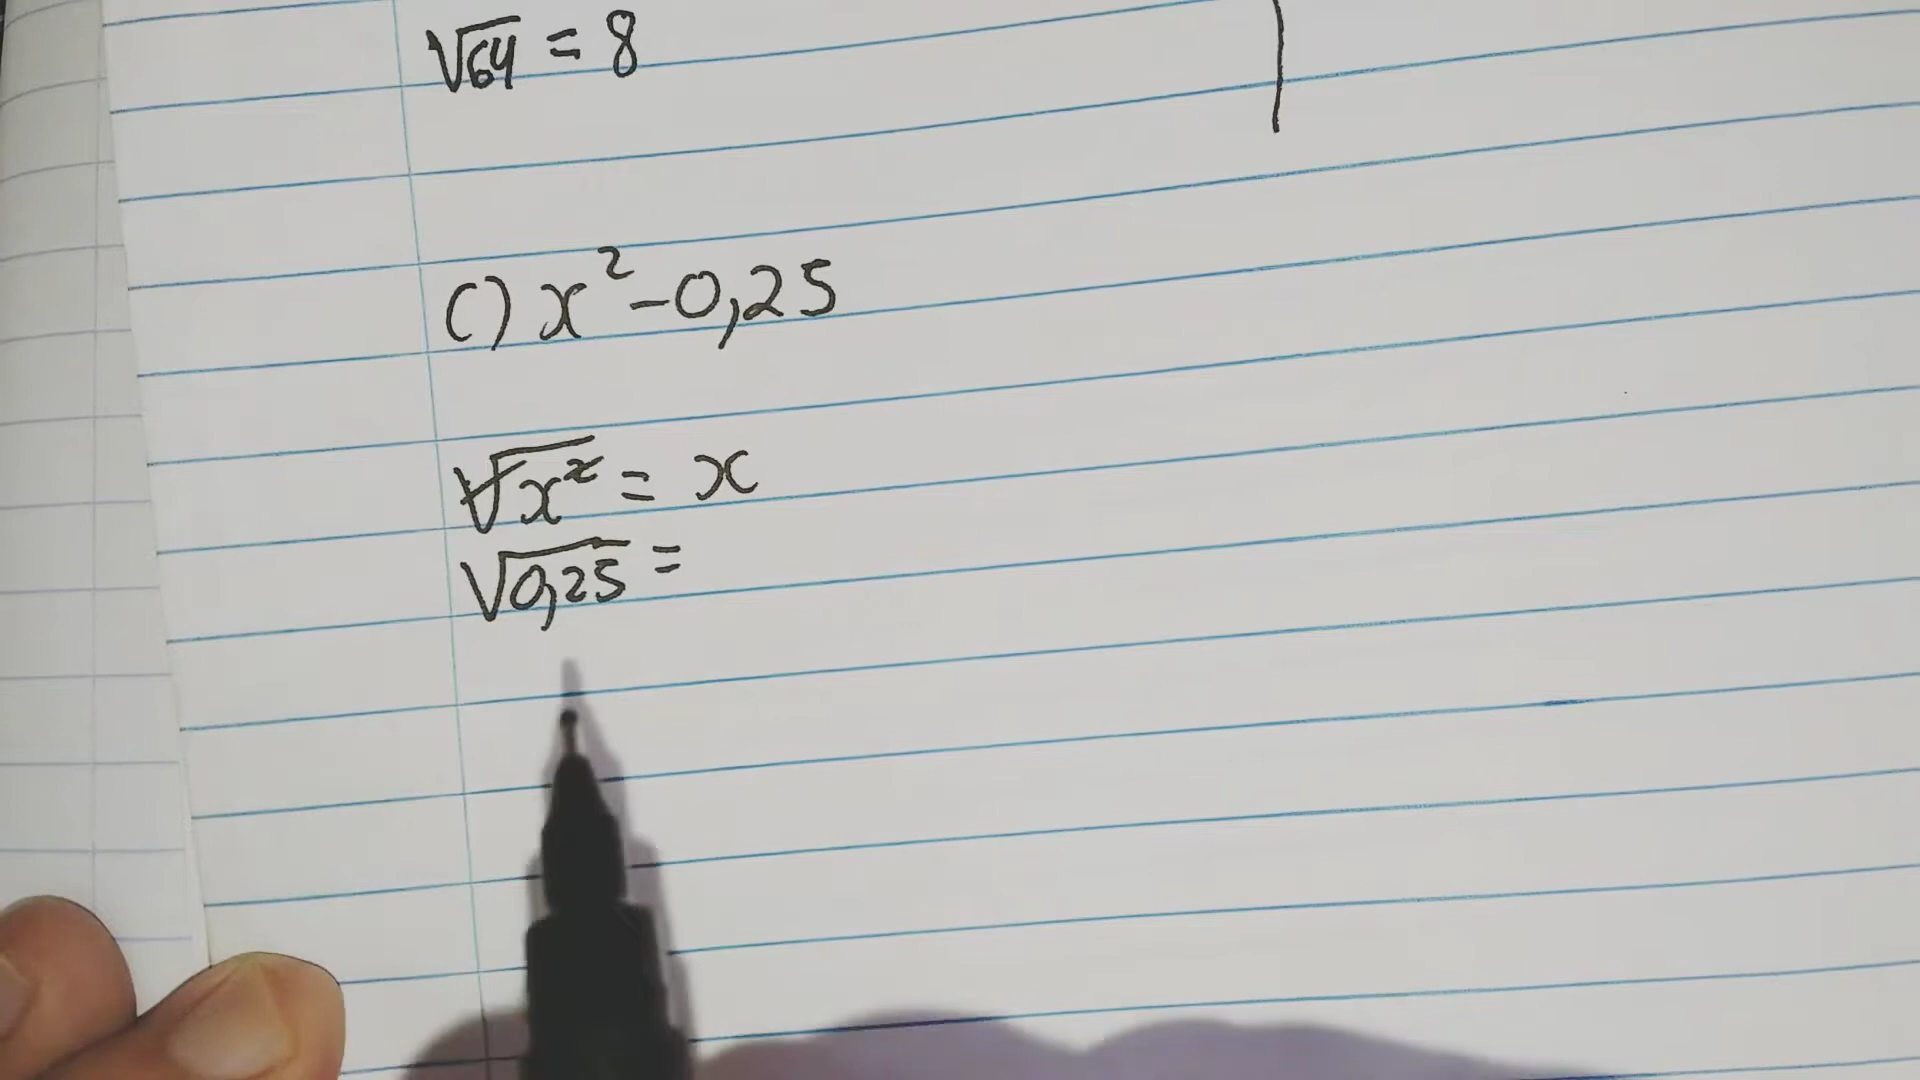 √64 = 8
C) x² - 0,25
√x² = x
√0,25 =